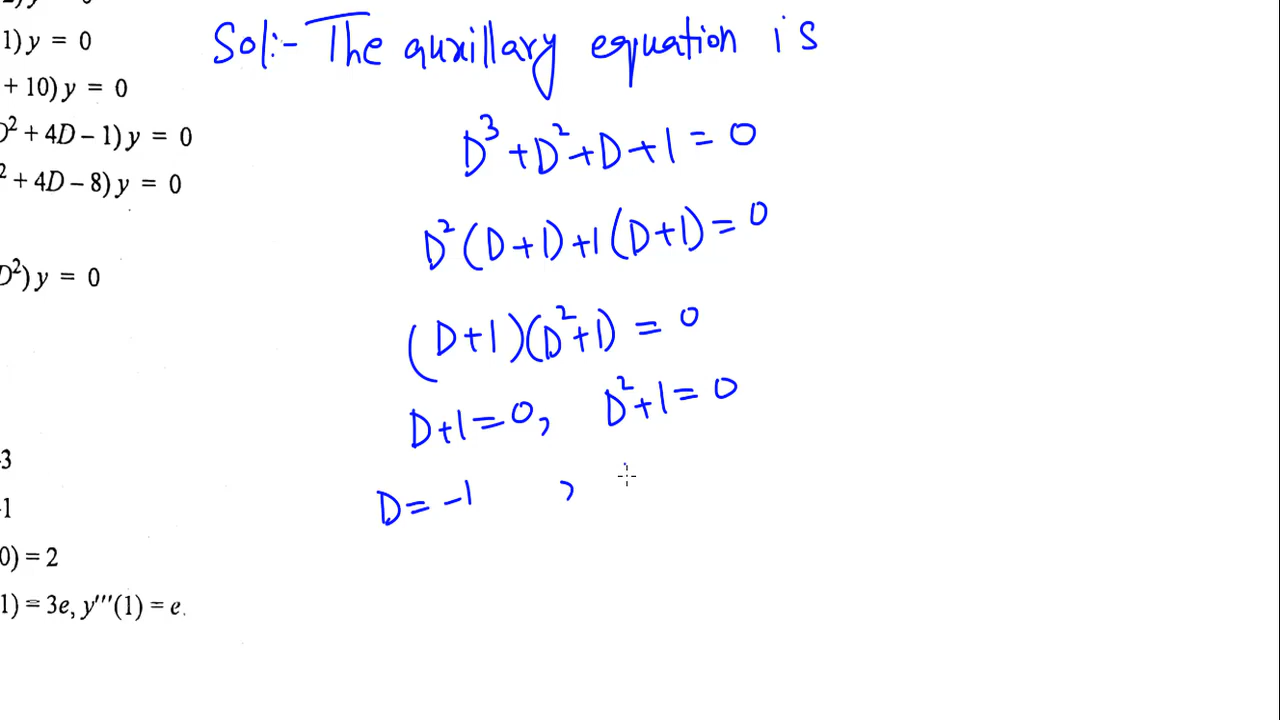 1) y = 0
+ 10) y = 0
D² + 4D – 1) y = 0
² + 4D – 8) y = 0
D²) y = 0
3
1
0) = 2
1) = 3e, y′′′(1) = e.
Sol:- The auxillary equation is
D³ + D² + D + 1 = 0
D² (D + 1) + 1 (D + 1) = 0
(D + 1)(D² + 1) = 0
D + 1 = 0, D² + 1 = 0
D = -1 ,